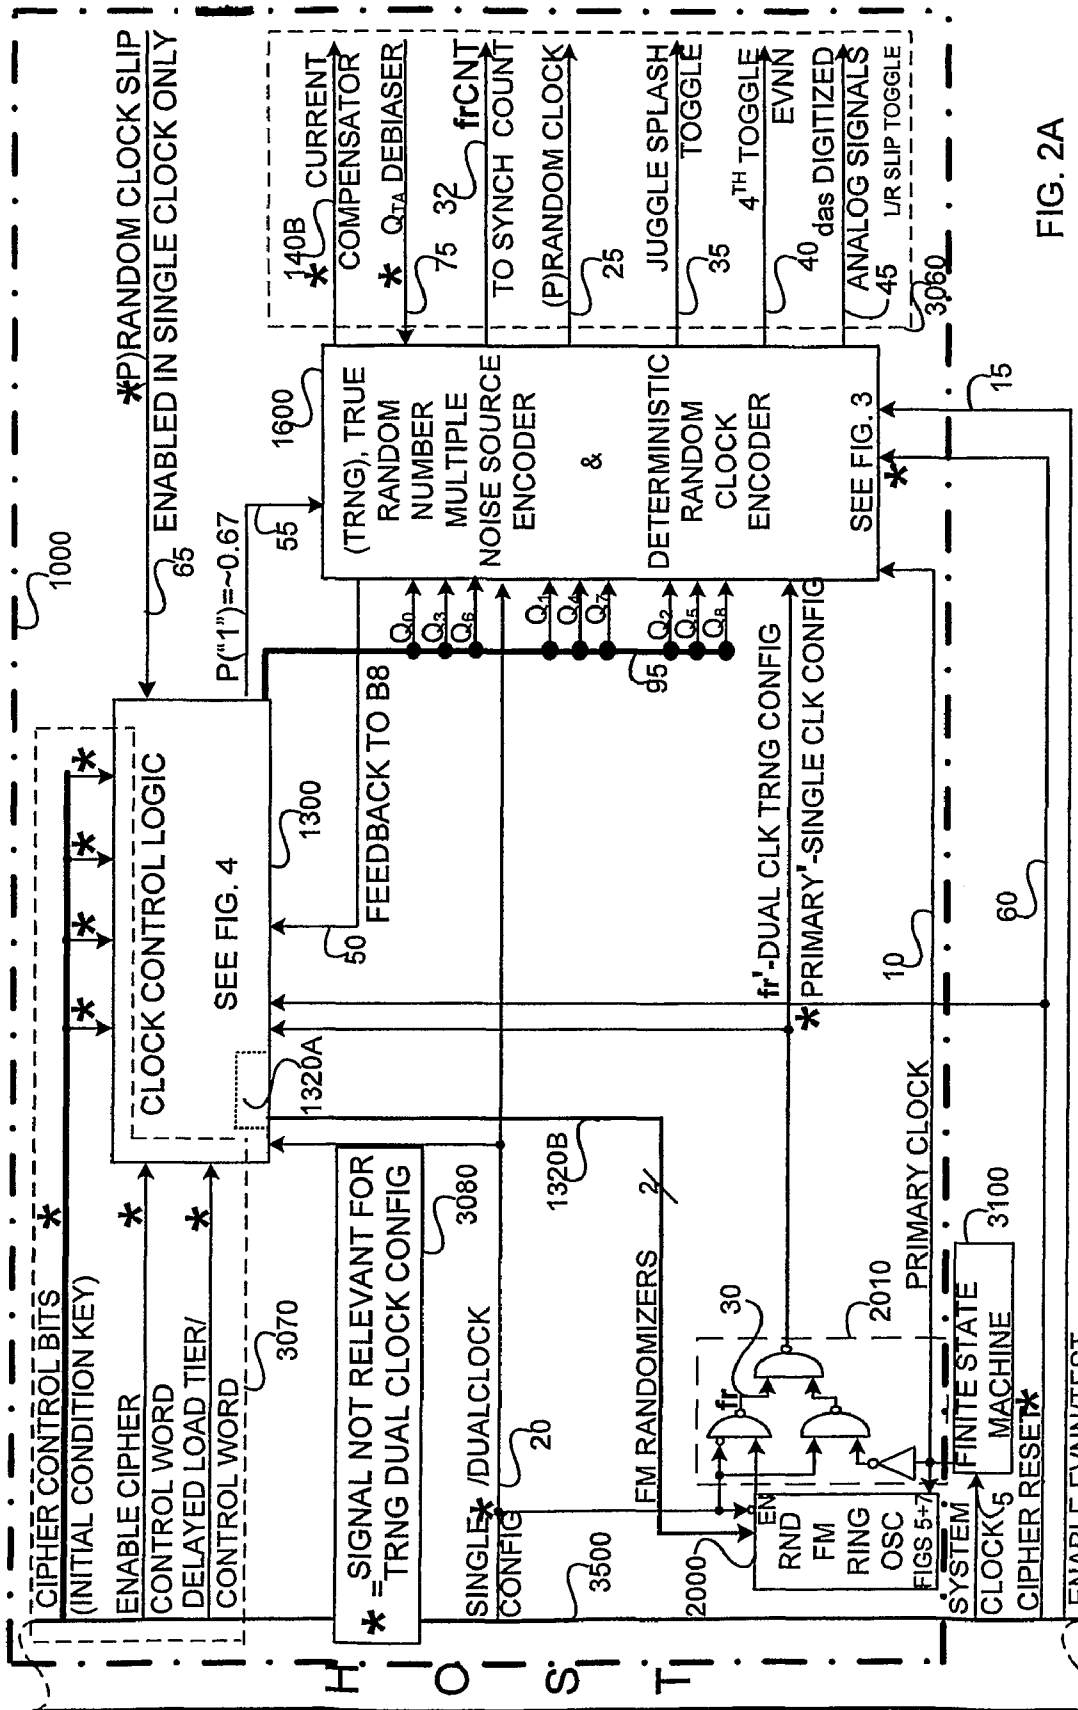 1000
*P)RANDOM CLOCK SLIP
65
ENABLED IN SINGLE CLOCK ONLY
CIPHER CONTROL BITS *
(INITIAL CONDITION KEY)
* * * *
ENABLE CIPHER *
CONTROL WORD
DELAYED LOAD TIER/ *
CONTROL WORD
3070
CLOCK CONTROL LOGIC
SEE FIG. 4
1300
1320A
P("1")=~0.67
55
50
FEEDBACK TO B8
Q0
Q3
Q6
Q1
Q4
Q7
Q2
Q5
Q8
95
1600
(TRNG), TRUE
RANDOM
NUMBER
MULTIPLE
NOISE SOURCE
ENCODER
&
DETERMINISTIC
RANDOM
CLOCK
ENCODER
SEE FIG. 3
*
140B CURRENT
* COMPENSATOR
* QTA DEBIASER
75
32 frCNT
TO SYNCH COUNT
(P)RANDOM CLOCK
25
JUGGLE SPLASH
35 TOGGLE
4TH TOGGLE
40 EVNN
das DIGITIZED
45 ANALOG SIGNALS
L/R SLIP TOGGLE
3060
* = SIGNAL NOT RELEVANT FOR
TRNG DUAL CLOCK CONFIG
3080
SINGLE* /DUALCLOCK
CONFIG
20
3500
1320B
2
FM RANDOMIZERS
fr'-DUAL CLK TRNG CONFIG
* PRIMARY'-SINGLE CLK CONFIG
2000
EN
RND
FM
RING
OSC
FIGS 5+7
fr
30
2010
PRIMARY CLOCK
10
15
60
SYSTEM
CLOCK 5
FINITE STATE
MACHINE
3100
CIPHER RESET*
ENABLE EVNNTEST
HOST
FIG. 2A